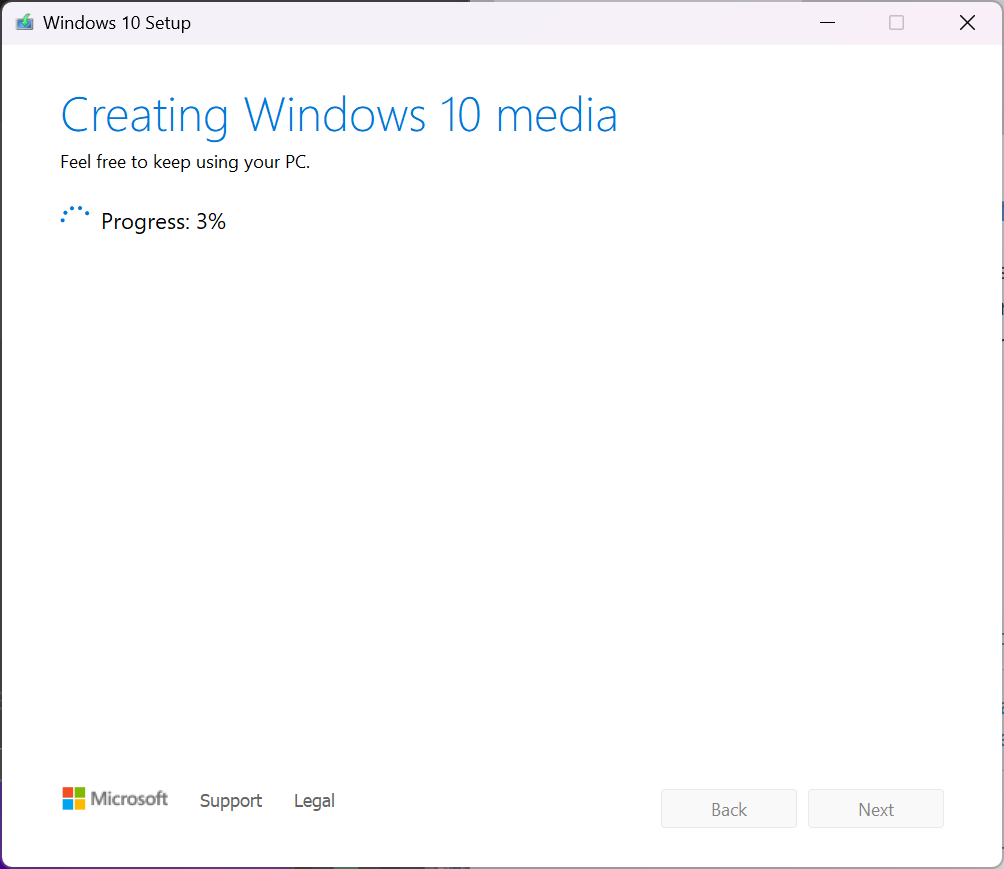 Windows 10 Setup
Creating Windows 10 media
Feel free to keep using your PC.
Progress: 3%
Microsoft Support Legal Back Next